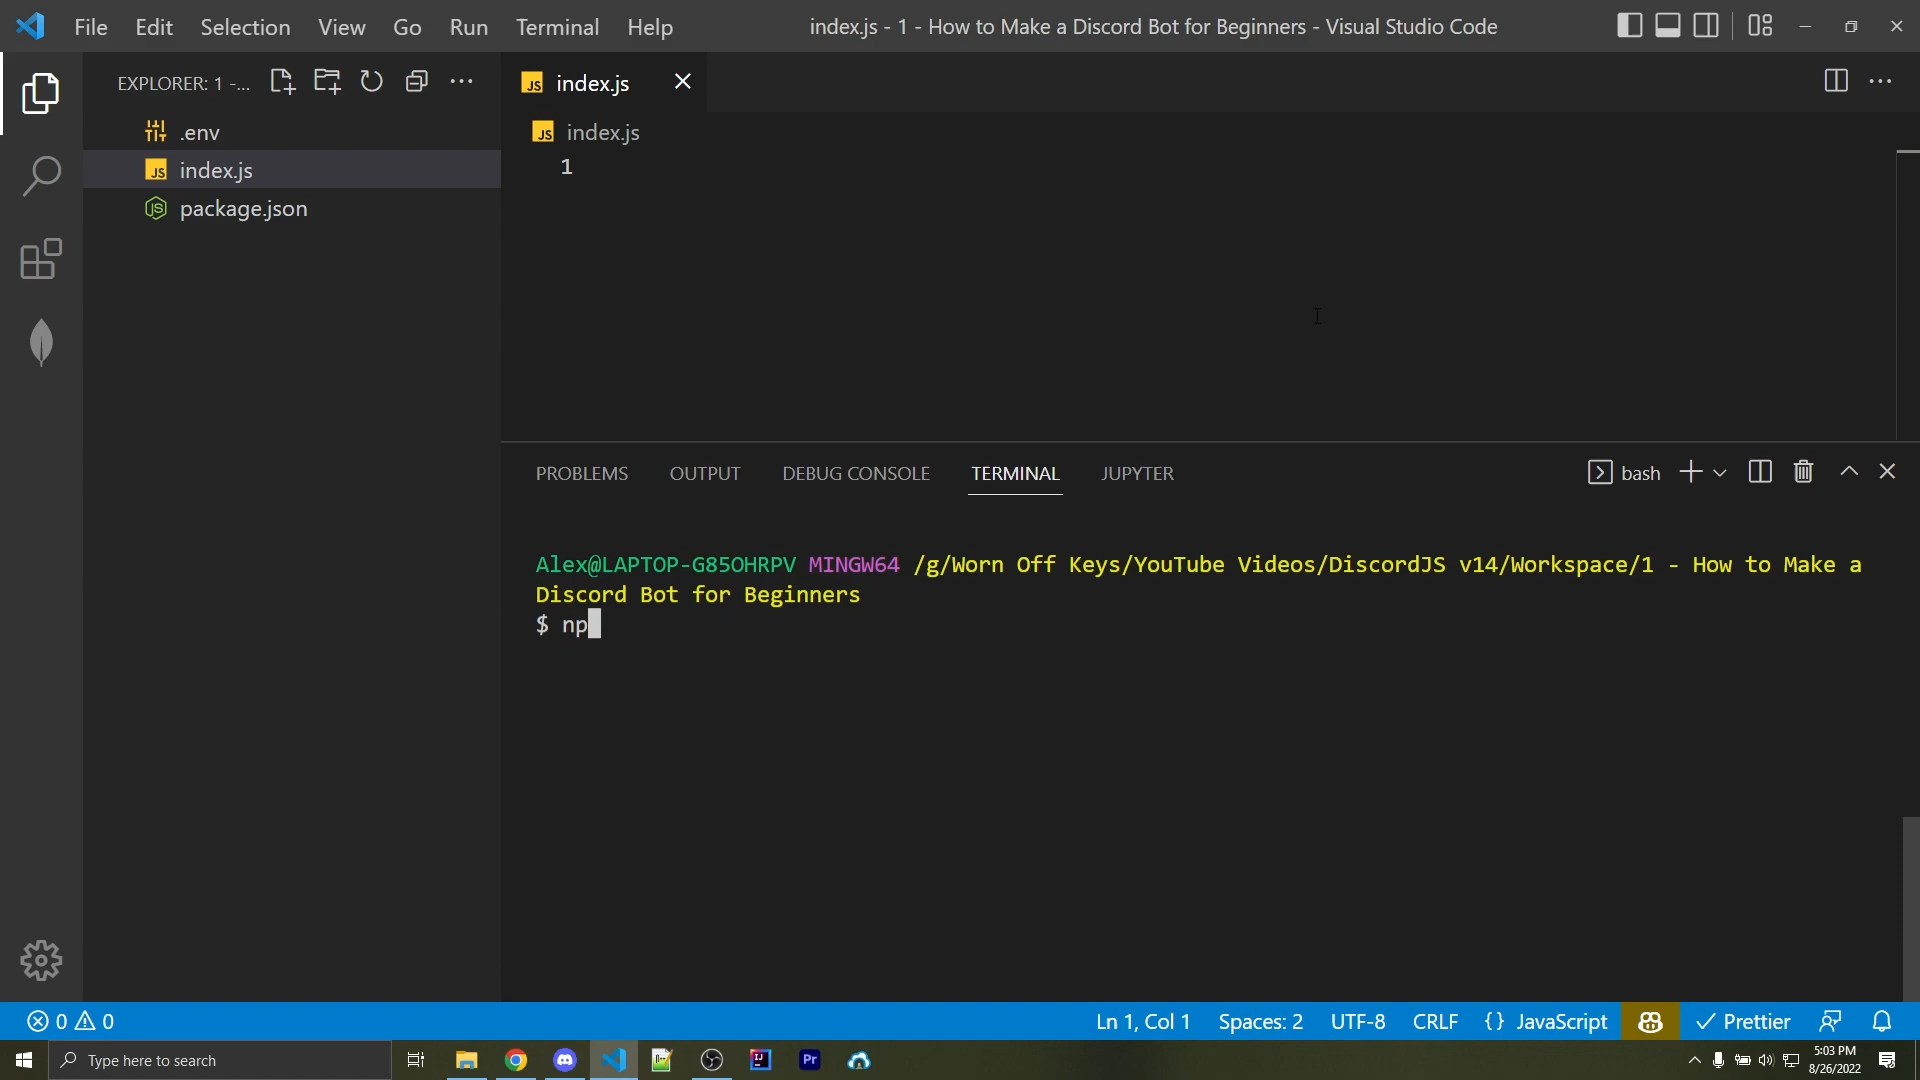 File Edit Selection View Go Run Terminal Help
index.js - 1 - How to Make a Discord Bot for Beginners - Visual Studio Code
EXPLORER: 1 -...
.env
index.js
package.json
JS index.js
JS index.js
1
PROBLEMS OUTPUT DEBUG CONSOLE TERMINAL JUPYTER
bash
Alex@LAPTOP-G85OHRPV MINGW64 /g/Worn Off Keys/YouTube Videos/DiscordJS v14/Workspace/1 - How to Make a
Discord Bot for Beginners
$ np
0 0
Ln 1, Col 1 Spaces: 2 UTF-8 CRLF {} JavaScript Prettier
Type here to search
Pr
5:03 PM
8/26/2022